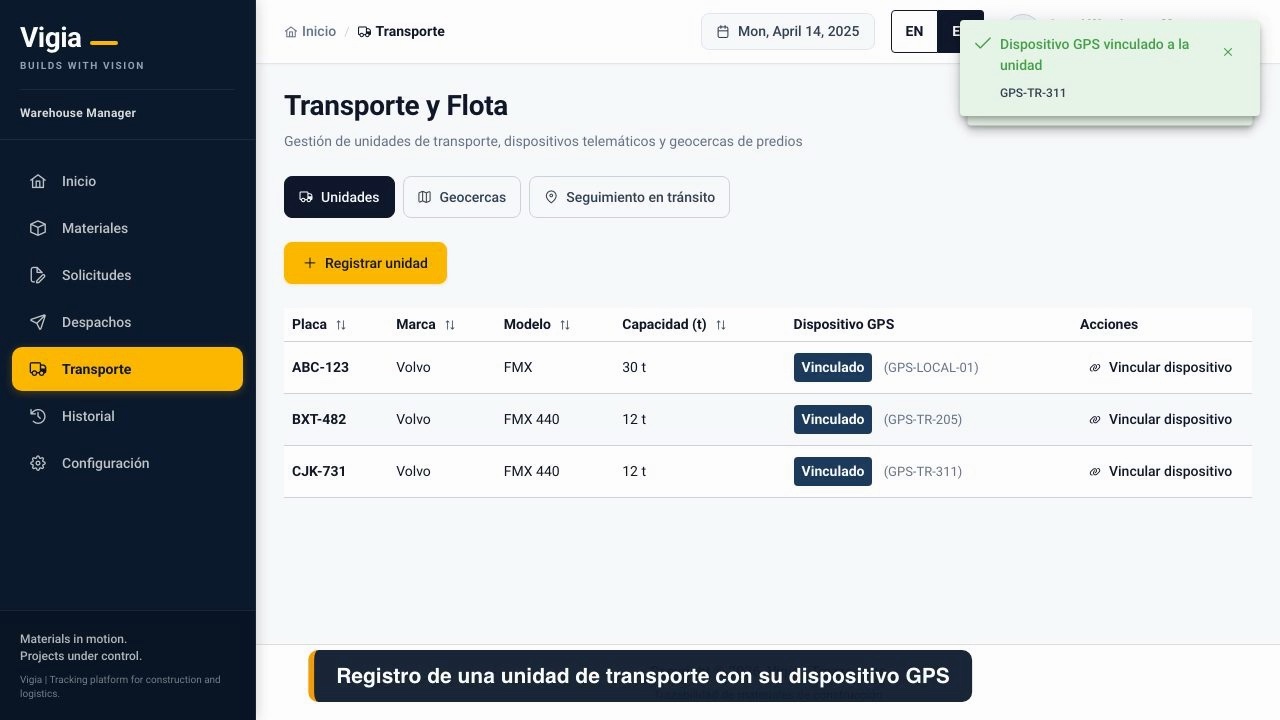 Vigia
BUILDS WITH VISION
Warehouse Manager
Inicio
Materiales
Solicitudes
Despachos
Transporte
Historial
Configuración
Materials in motion.
Projects under control.
Vigia | Tracking platform for construction and
logistics.
Inicio / Transporte
Mon, April 14, 2025
EN
Dispositivo GPS vinculado a la
unidad
GPS-TR-311
Transporte y Flota
Gestión de unidades de transporte, dispositivos telemáticos y geocercas de predios
Unidades
Geocercas
Seguimiento en tránsito
Registrar unidad
Placa Marca Modelo Capacidad (t) Dispositivo GPS Acciones
ABC-123 Volvo FMX 30 t Vinculado (GPS-LOCAL-01) Vincular dispositivo
BXT-482 Volvo FMX 440 12 t Vinculado (GPS-TR-205) Vincular dispositivo
CJK-731 Volvo FMX 440 12 t Vinculado (GPS-TR-311) Vincular dispositivo
Registro de una unidad de transporte con su dispositivo GPS